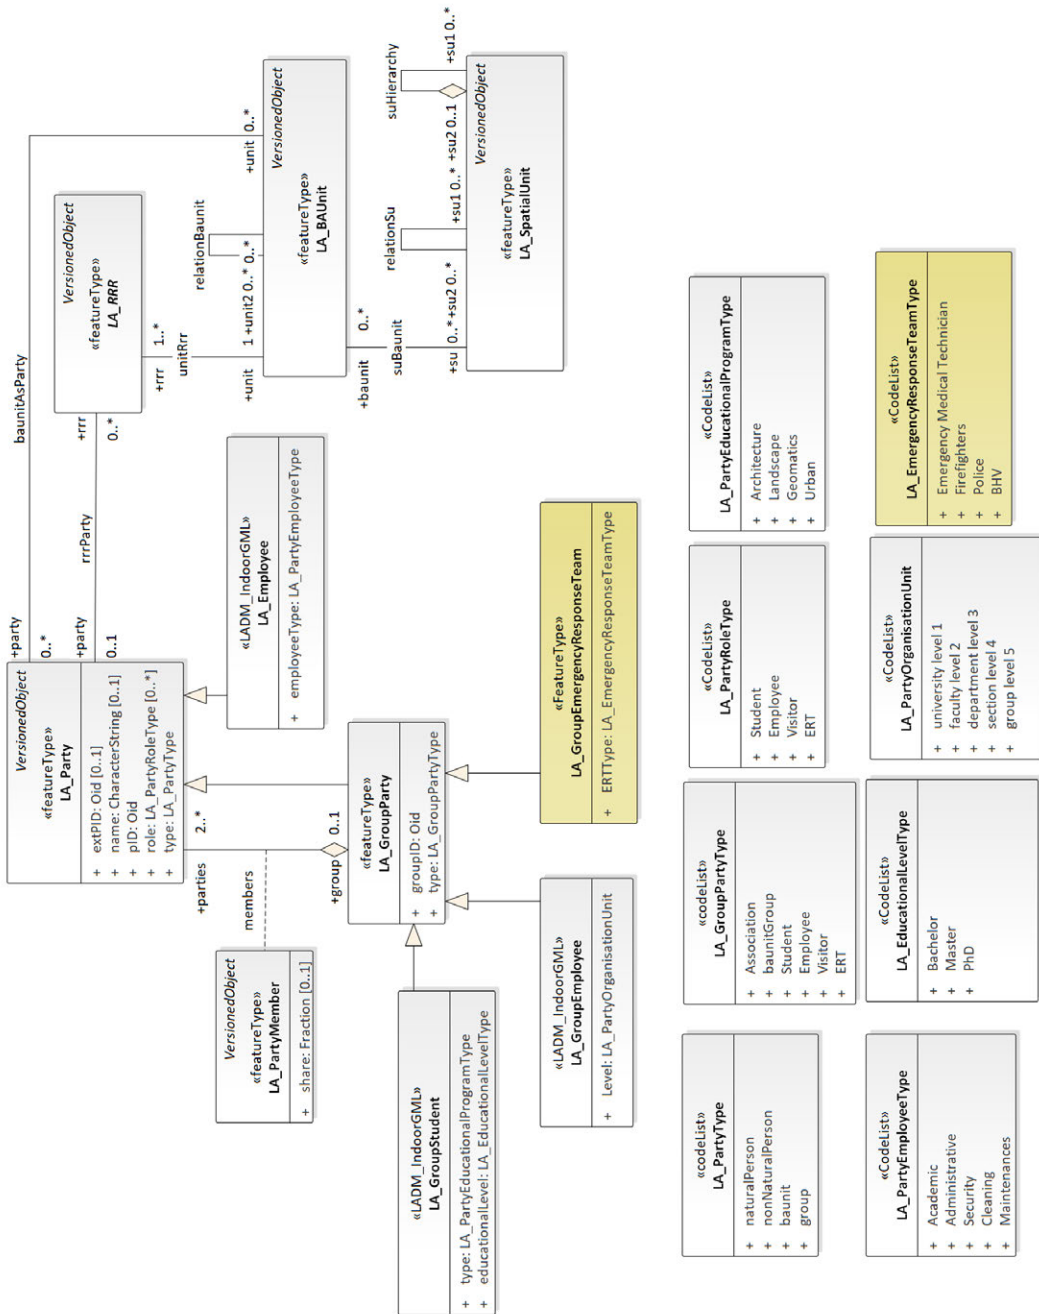 baunitAsParty
VersionedObject
«featureType»
LA_Party
+ extPID: Oid [0..1]
+ name: CharacterString [0..1]
+ pID: Oid
+ role: LA_PartyRoleType [0..*]
+ type: LA_PartyType
+party
0..*
+party
0..1
rrrParty
+rrr
0..*
VersionedObject
«featureType»
LA_RRR
+rrr 1..*
unitRrr
+unit 1
+unit2 0..* 0..*
relationBaunit
+unit 0..*
VersionedObject
«featureType»
LA_BAUnit
+baunit 0..*
suBaunit
+su 0..*
+su2 0..*
relationSu
+su1 0..*
+su2 0..1
suHierarchy
+su1 0..*
VersionedObject
«featureType»
LA_SpatialUnit
VersionedObject
«featureType»
LA_PartyMember
+ share: Fraction [0..1]
members
+parties 2..*
+group 0..1
«LADM_IndoorGML»
LA_Employee
+ employeeType: LA_PartyEmployeeType
«featureType»
LA_GroupParty
+ groupID: Oid
+ type: LA_GroupPartyType
«LADM_IndoorGML»
LA_GroupStudent
+ type: LA_PartyEducationalProgramType
+ educationalLevel: LA_EducationalLevelType
«LADM_IndoorGML»
LA_GroupEmployee
+ Level: LA_PartyOrganisationUnit
«FeatureType»
LA_GroupEmergencyResponseTeam
+ ERTType: LA_EmergencyResponseTeamType
«codeList»
LA_PartyType
+ naturalPerson
+ nonNaturalPerson
+ baunit
+ group
«codeList»
LA_GroupPartyType
+ Association
+ baunitGroup
+ Student
+ Employee
+ Visitor
+ ERT
«CodeList»
LA_PartyRoleType
+ Student
+ Employee
+ Visitor
+ ERT
«CodeList»
LA_PartyEducationalProgramType
+ Architecture
+ Landscape
+ Geomatics
+ Urban
«CodeList»
LA_PartyEmployeeType
+ Academic
+ Administrative
+ Security
+ Cleaning
+ Maintenances
«CodeList»
LA_EducationalLevelType
+ Bachelor
+ Master
+ PhD
«CodeList»
LA_PartyOrganisationUnit
+ university level 1
+ faculty level 2
+ department level 3
+ section level 4
+ group level 5
«CodeList»
LA_EmergencyResponseTeamType
+ Emergency Medical Technician
+ Firefighters
+ Police
+ BHV